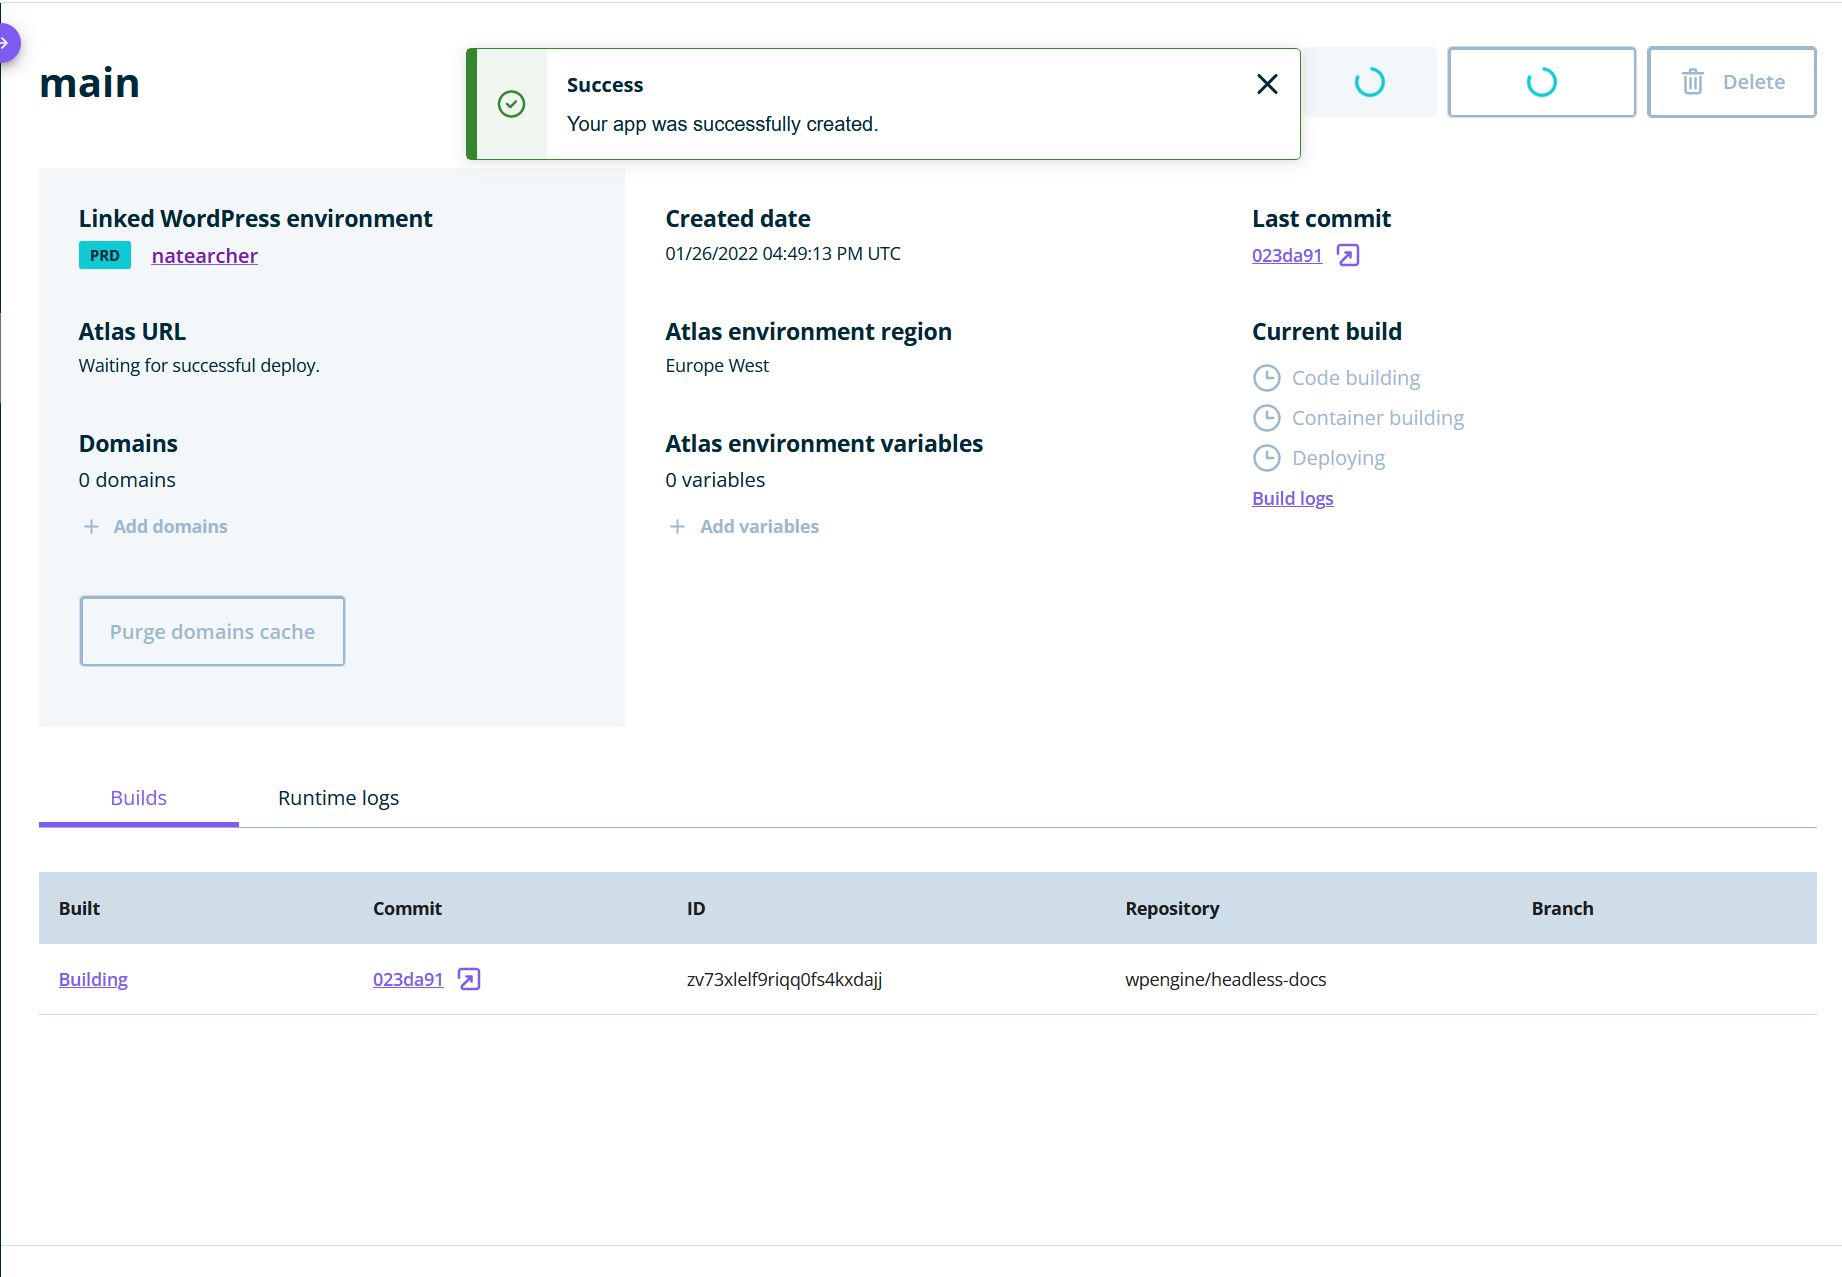 main
Success
Your app was successfully created.
Delete
Linked WordPress environment
PRD natearcher
Created date
01/26/2022 04:49:13 PM UTC
Last commit
023da91
Atlas URL
Waiting for successful deploy.
Atlas environment region
Europe West
Current build
Code building
Container building
Deploying
Build logs
Domains
0 domains
Add domains
Atlas environment variables
0 variables
Add variables
Purge domains cache
Builds Runtime logs
Built Commit ID Repository Branch
Building 023da91 zv73xlelf9riqq0fs4kxdajj wpengine/headless-docs